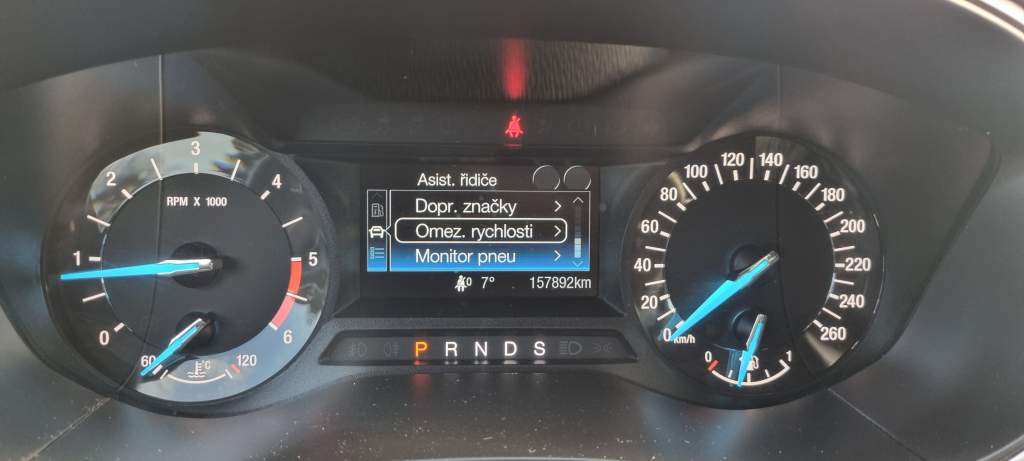 Asist. řidiče
Dopr. značky
Omez. rychlosti
Monitor pneu
0 7° 157892km
P R N D S
0 1 2 3 4 5 6
RPM X 1000
60 °C 120
0 20 40 60 80 100 120 140 160 180 200 220 240 260
km/h
0 1